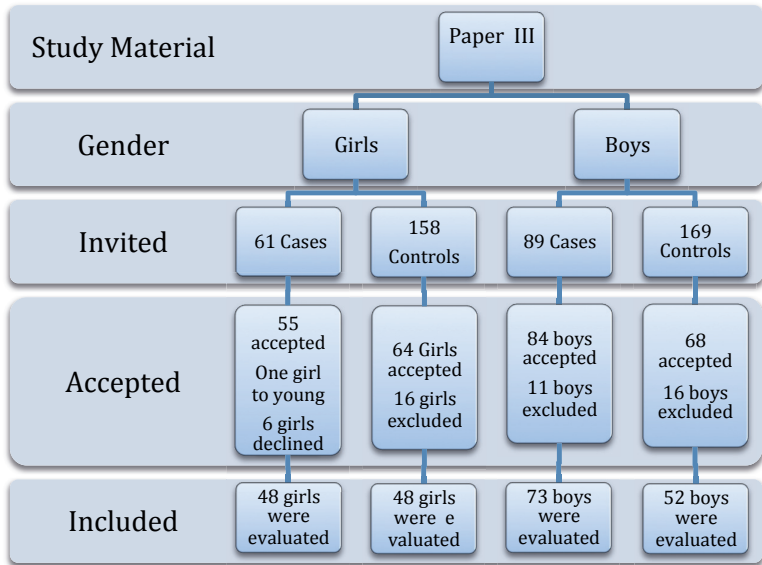 Study Material
Paper III
Gender
Girls
Boys
Invited
61 Cases
158
Controls
89 Cases
169
Controls
Accepted
55
accepted
One girl
to young
6 girls
declined
64 Girls
accepted
16 girls
excluded
84 boys
accepted
11 boys
excluded
68
accepted
16 boys
excluded
Included
48 girls
were
evaluated
48 girls
were e
valuated
73 boys
were
evaluated
52 boys
were
evaluated